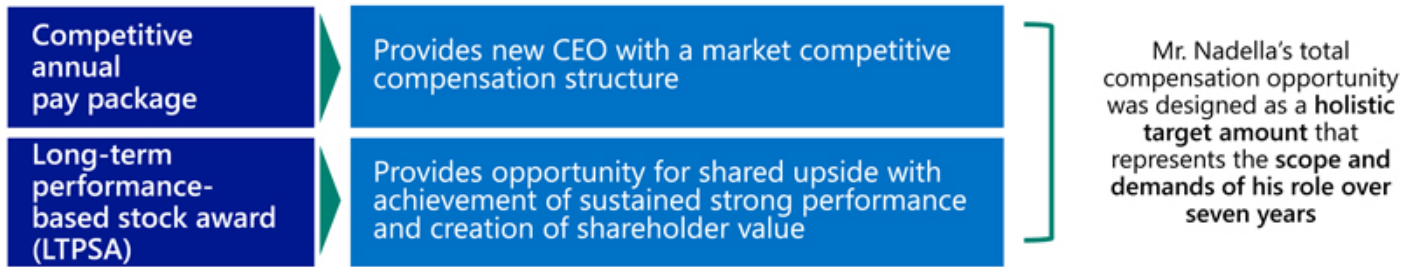 Competitive
annual
pay package
Provides new CEO with a market competitive
compensation structure
Long-term
performance-
based stock award
(LTPSA)
Provides opportunity for shared upside with
achievement of sustained strong performance
and creation of shareholder value
Mr. Nadella’s total
compensation opportunity
was designed as a holistic
target amount that
represents the scope and
demands of his role over
seven years